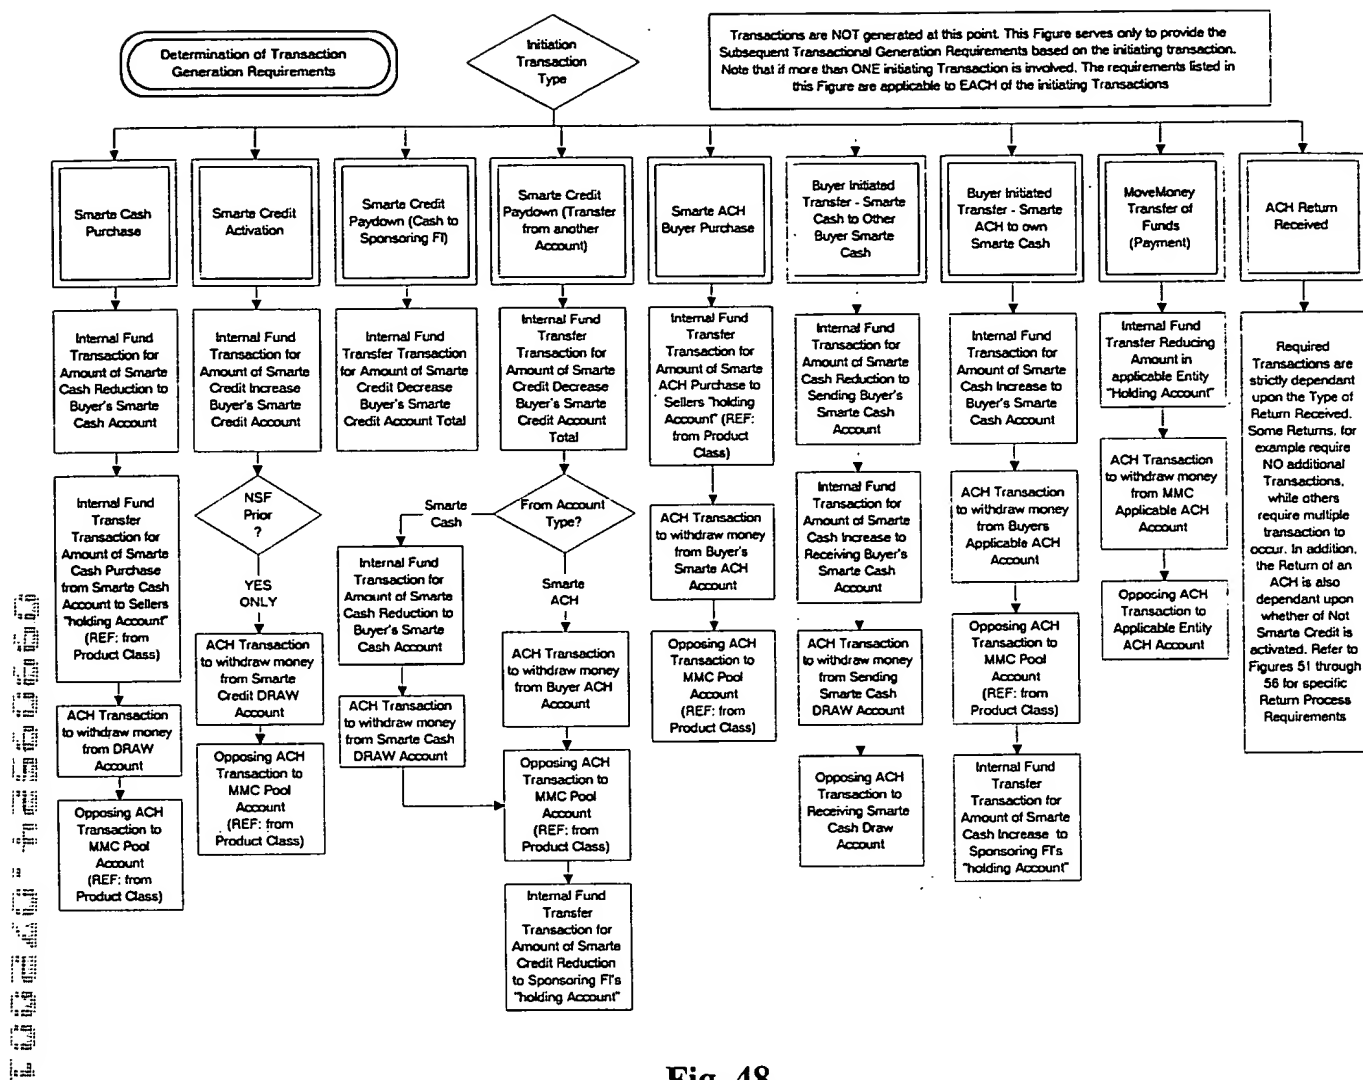 Determination of Transaction
Generation Requirements
Initiation
Transaction
Type
Transactions are NOT generated at this point. This Figure serves only to provide the
Subsequent Transactional Generation Requirements based on the initiating transaction.
Note that if more than ONE initiating Transaction is involved. The requirements listed in
this Figure are applicable to EACH of the initiating Transactions
Smarte Cash
Purchase
Smarte Credit
Activation
Smarte Credit
Paydown (Cash to
Sponsoring FI)
Smarte Credit
Paydown (Transfer
from another
Account)
Smarte ACH
Buyer Purchase
Buyer Initiated
Transfer - Smarte
Cash to Other
Buyer Smarte
Cash
Buyer Initiated
Transfer - Smarte
ACH to own
Smarte Cash
MoveMoney
Transfer of
Funds
(Payment)
ACH Return
Received
Internal Fund
Transaction for
Amount of Smarte
Cash Reduction to
Buyer's Smarte
Cash Account
Internal Fund
Transfer
Transaction for
Amount of Smarte
Cash Purchase
from Smarte Cash
Account to Sellers
"holding Account"
(REF: from
Product Class)
ACH Transaction
to withdraw money
from DRAW
Account
Opposing ACH
Transaction to
MMC Pool
Account
(REF: from
Product Class)
Internal Fund
Transaction for
Amount of Smarte
Credit Increase
Buyer's Smarte
Credit Account
NSF
Prior
?
YES
ONLY
ACH Transaction
to withdraw money
from Smarte
Credit DRAW
Account
Opposing ACH
Transaction to
MMC Pool
Account
(REF: from
Product Class)
Internal Fund
Transfer Transaction
for Amount of Smarte
Credit Decrease
Buyer's Smarte
Credit Account Total
Internal Fund
Transfer
Transaction for
Amount of Smarte
Credit Decrease
Buyer's Smarte
Credit Account
Total
From Account
Type?
Smarte
Cash
Internal Fund
Transaction for
Amount of Smarte
Cash Reduction to
Buyer's Smarte
Cash Account
ACH Transaction
to withdraw money
from Smarte Cash
DRAW Account
Smarte
ACH
ACH Transaction
to withdraw money
from Buyer ACH
Account
Opposing ACH
Transaction to
MMC Pool
Account
(REF: from
Product Class)
Internal Fund
Transfer
Transaction for
Amount of Smarte
Credit Reduction
to Sponsoring FI's
"holding Account"
Internal Fund
Transfer
Transaction for
Amount of Smarte
ACH Purchase to
Sellers "holding
Account" (REF:
from Product
Class)
ACH Transaction
to withdraw money
from Buyer's
Smarte ACH
Account
Opposing ACH
Transaction to
MMC Pool
Account
(REF: from
Product Class)
Internal Fund
Transaction for
Amount of Smarte
Cash Reduction to
Sending Buyer's
Smarte Cash
Account
Internal Fund
Transaction for
Amount of Smarte
Cash Increase to
Receiving Buyer's
Smarte Cash
Account
ACH Transaction
to withdraw money
from Sending
Smarte Cash
DRAW Account
Opposing ACH
Transaction to
Receiving Smarte
Cash Draw
Account
Internal Fund
Transaction for
Amount of Smarte
Cash Increase to
Buyer's Smarte
Cash Account
ACH Transaction
to withdraw money
from Buyers
Applicable ACH
Account
Opposing ACH
Transaction to
MMC Pool
Account
(REF: from
Product Class)
Internal Fund
Transfer
Transaction for
Amount of Smarte
Cash Increase to
Sponsoring FI's
"holding Account"
Internal Fund
Transfer Reducing
Amount in
applicable Entity
"Holding Account"
ACH Transaction
to withdraw money
from MMC
Applicable ACH
Account
Opposing ACH
Transaction to
Applicable Entity
ACH Account
Required
Transactions are
strictly dependant
upon the Type of
Return Received.
Some Returns, for
example require
NO additional
Transactions,
while others
require multiple
transaction to
occur. In addition,
the Return of an
ACH is also
dependant upon
whether of Not
Smarte Credit is
activated. Refer to
Figures 51 through
56 for specific
Return Process
Requirements
Fig. 48